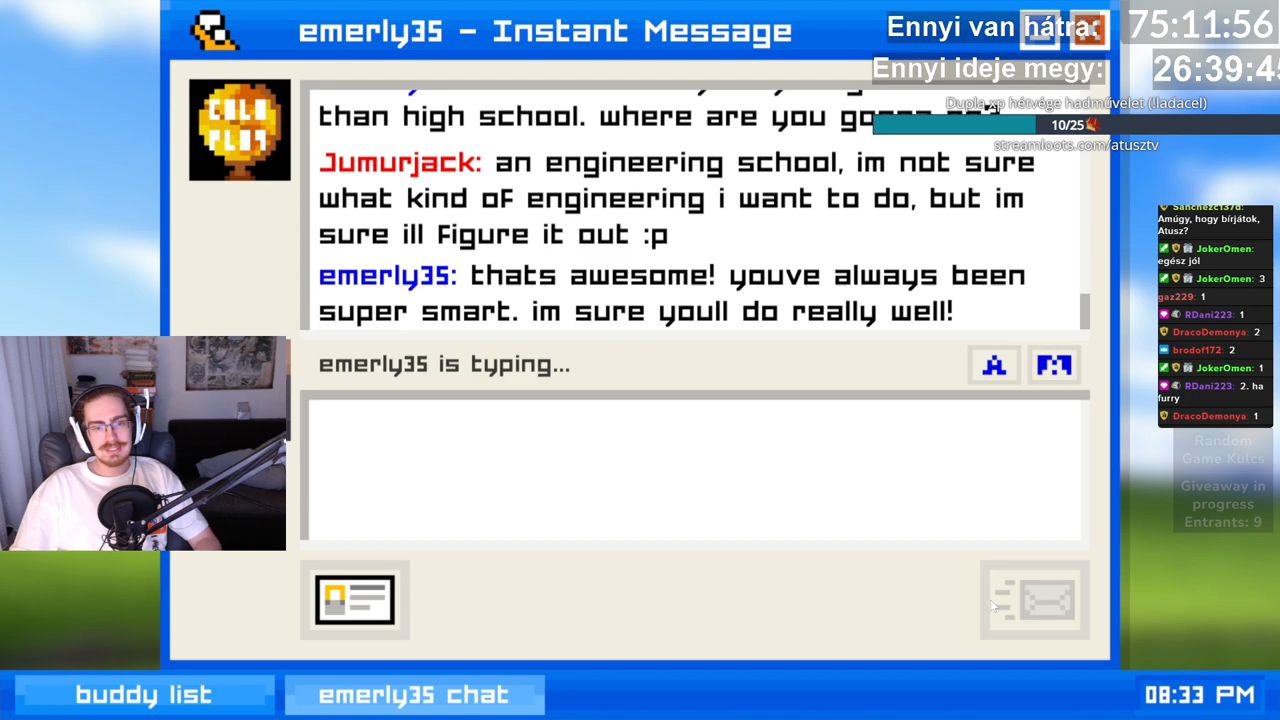 emerly35 - Instant Message
Ennyi van hátra:
75:11:56
Ennyi ideje megy:
26:39:45
Dupla xp hétvége hadművelet (!ladacel)
10/25
streamloots.com/atusztv
COLD
PLAY
than high school. where are you gonna go?
Jumurjack: an engineering school, im not sure
what kind of engineering i want to do, but im
sure ill figure it out :p
emerly35: thats awesome! youve always been
super smart. im sure youll do really well!
emerly35 is typing...
A
Sanchezc137d:
Amúgy, hogy bírjátok,
Atusz?
JokerOmen:
egész jól
JokerOmen: 3
gaz229: 1
RDani223: 1
DracoDemonya: 2
brodof172: 2
JokerOmen: 1
RDani223: 2. ha
furry
DracoDemonya: 1
Random
Game Kulcs
Giveaway in
progress
Entrants: 9
buddy list
emerly35 chat
08:33 PM